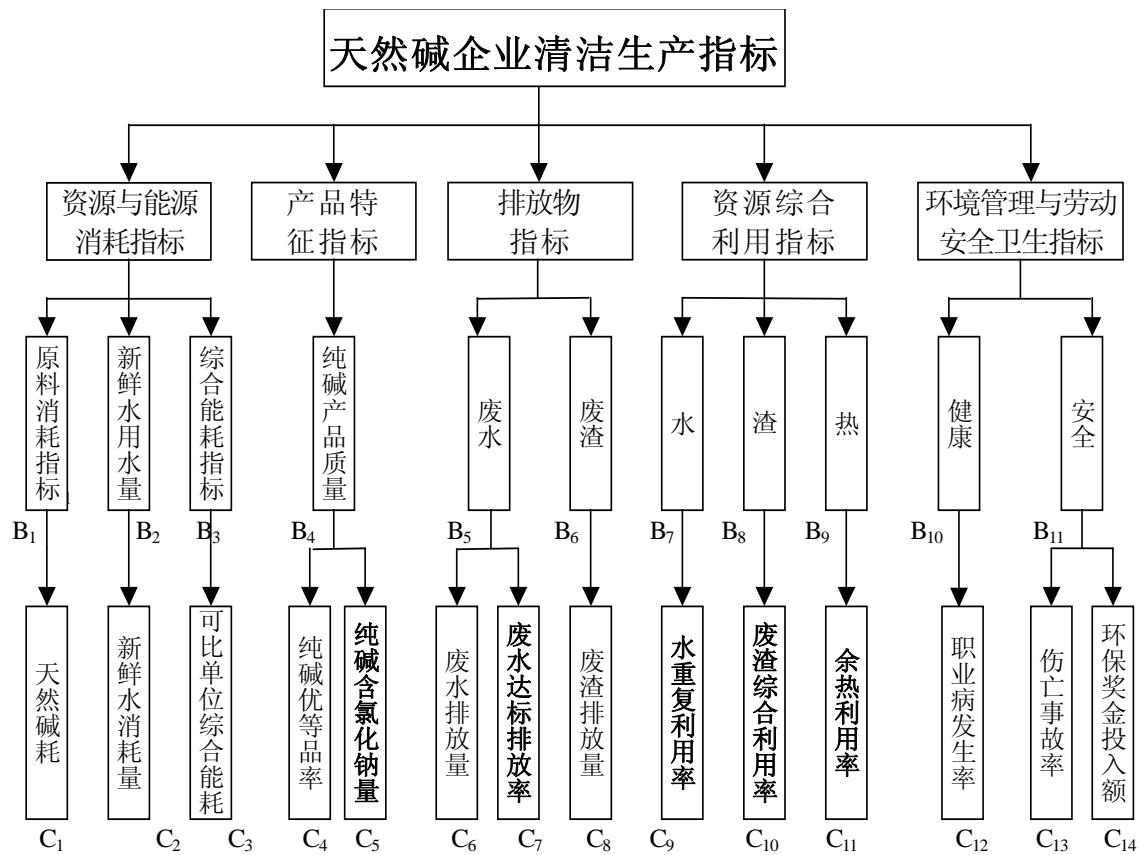 天然碱企业清洁生产指标
资源与能源
消耗指标
产品特
征指标
排放物
指标
资源综合
利用指标
环境管理与劳动
安全卫生指标
原料消耗指标
新鲜水用水量
综合能耗指标
纯碱产品质量
废水
废渣
水
渣
热
健康
安全
B1
B2
B3
B4
B5
B6
B7
B8
B9
B10
B11
天然碱耗
新鲜水消耗量
可比单位综合能耗
纯碱优等品率
纯碱含氯化钠量
废水排放量
废水达标排放率
废渣排放量
水重复利用率
废渣综合利用率
余热利用率
职业病发生率
伤亡事故率
环保奖金投入额
C1
C2
C3
C4
C5
C6
C7
C8
C9
C10
C11
C12
C13
C14